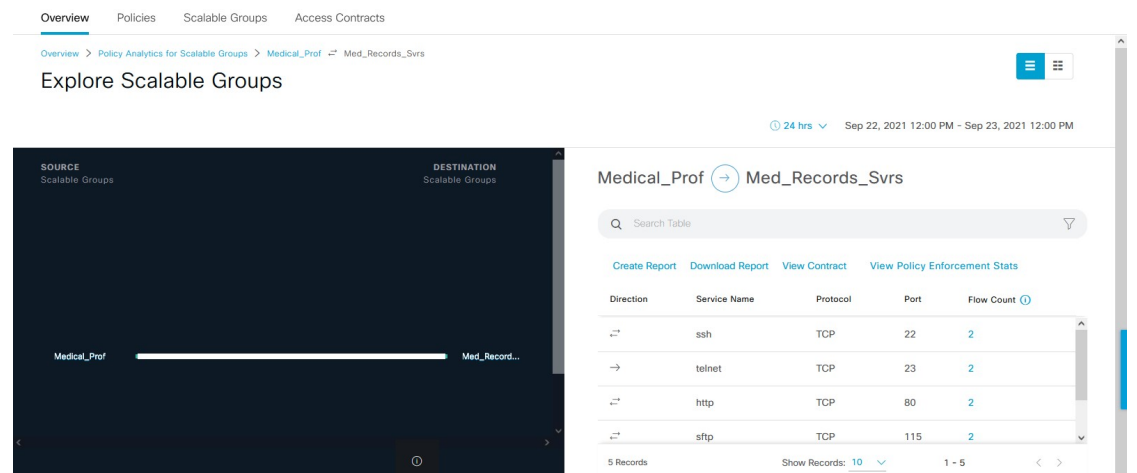 Overview Policies Scalable Groups Access Contracts
Overview > Policy Analytics for Scalable Groups > Medical_Prof ⇄ Med_Records_Svrs
Explore Scalable Groups
24 hrs Sep 22, 2021 12:00 PM - Sep 23, 2021 12:00 PM
SOURCE DESTINATION
Scalable Groups Scalable Groups
Medical_Prof Med_Record...
Medical_Prof → Med_Records_Svrs
Search Table
Create Report Download Report View Contract View Policy Enforcement Stats
Direction Service Name Protocol Port Flow Count
⇄ ssh TCP 22 2
→ telnet TCP 23 2
⇄ http TCP 80 2
⇄ sftp TCP 115 2
5 Records Show Records: 10 1 - 5 < >